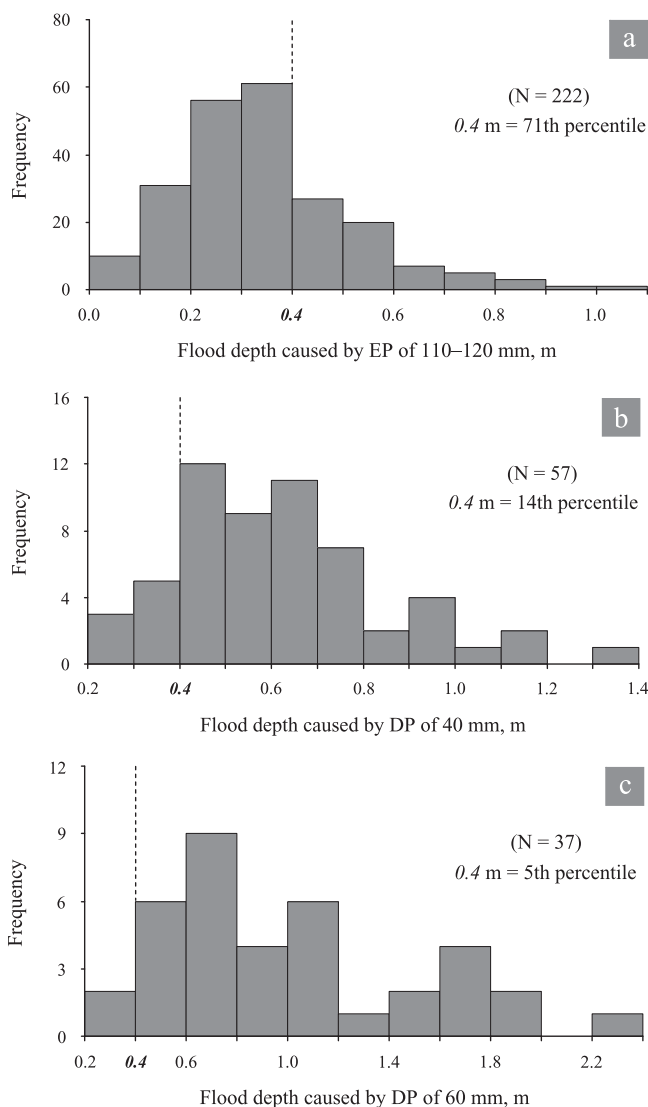 80
a
60
(N = 222)
0.4 m = 71th percentile
Frequency
40
20
0
0.0 0.2 0.4 0.6 0.8 1.0
Flood depth caused by EP of 110–120 mm, m
16
b
12
(N = 57)
0.4 m = 14th percentile
Frequency
8
4
0
0.2 0.4 0.6 0.8 1.0 1.2 1.4
Flood depth caused by DP of 40 mm, m
12
c
9
(N = 37)
0.4 m = 5th percentile
Frequency
6
3
0
0.2 0.4 0.6 1.0 1.4 1.8 2.2
Flood depth caused by DP of 60 mm, m